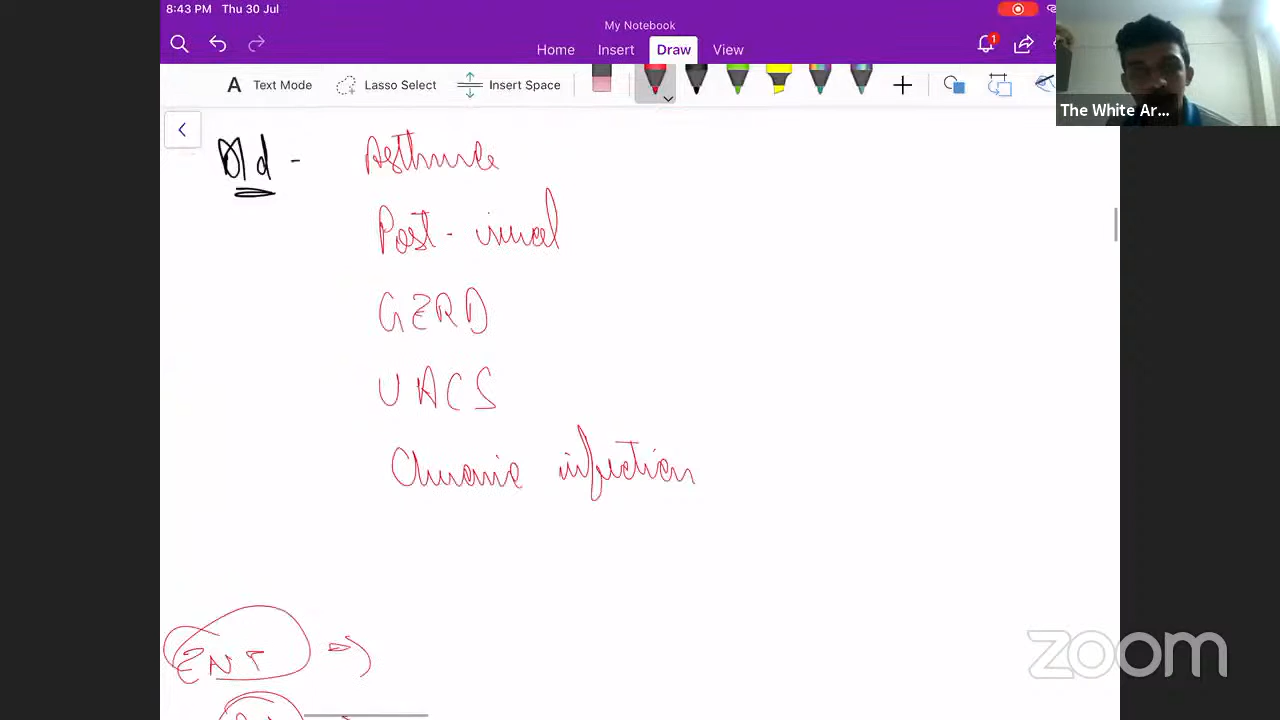 8:43 PM Thu 30 Jul
My Notebook
Home Insert Draw View
1
A Text Mode Lasso Select Insert Space
The White Ar...
D/d - Asthma
Post-viral
GERD
UACS
Chronic infection
ENT =>
zoom